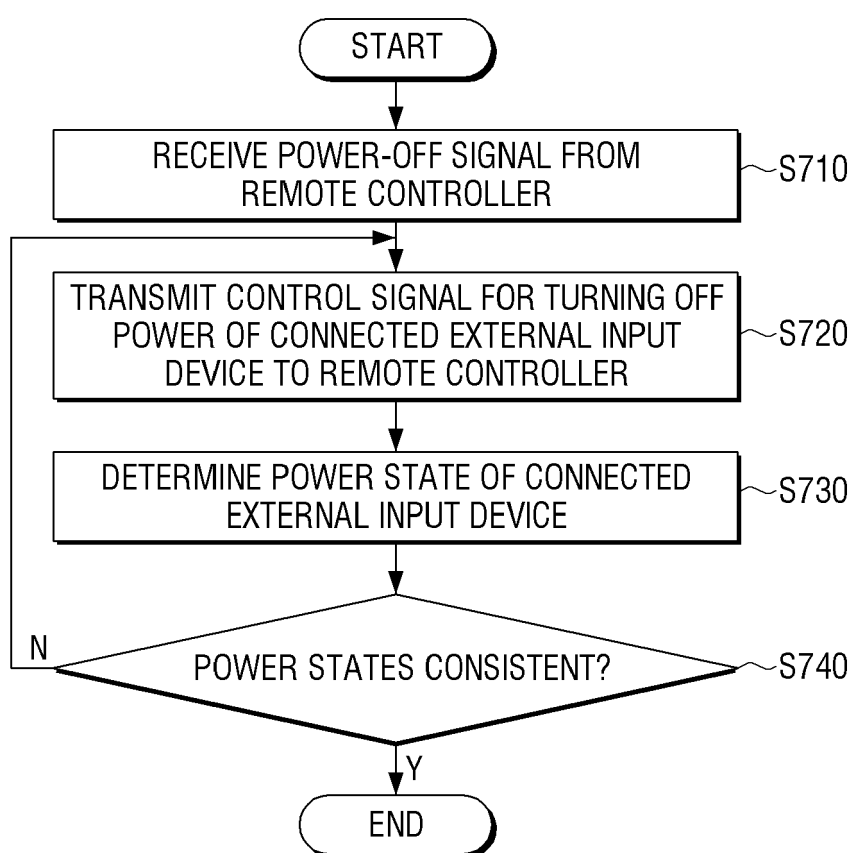 START
RECEIVE POWER-OFF SIGNAL FROM
REMOTE CONTROLLER
S710
TRANSMIT CONTROL SIGNAL FOR TURNING OFF
POWER OF CONNECTED EXTERNAL INPUT
DEVICE TO REMOTE CONTROLLER
S720
DETERMINE POWER STATE OF CONNECTED
EXTERNAL INPUT DEVICE
S730
N
POWER STATES CONSISTENT?
S740
Y
END